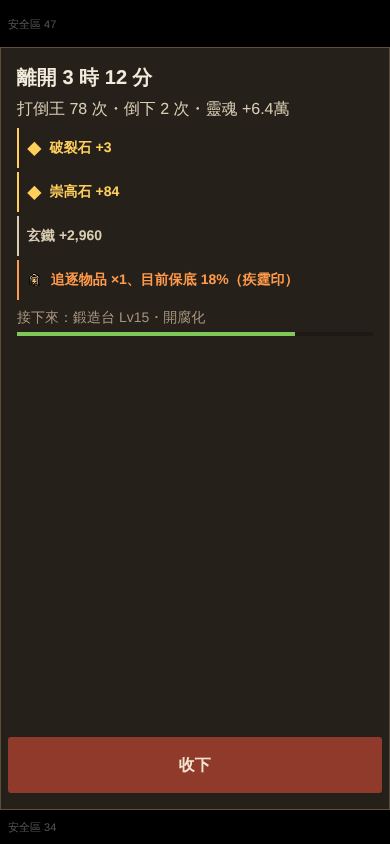 安全區 47
離開 3 時 12 分
打倒王 78 次・倒下 2 次・靈魂 +6.4萬
破裂石 +3
崇高石 +84
玄鐵 +2,960
追逐物品 ×1、目前保底 18%（疾靂印）
接下來：鍛造台 Lv15・開腐化
收下
安全區 34